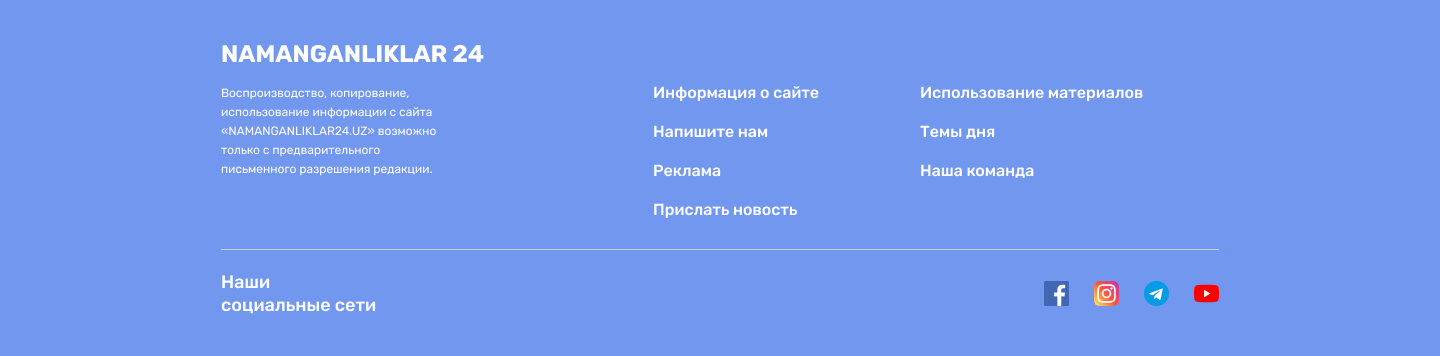 NAMANGANLIKLAR 24
Воспроизводство, копирование,
использование информации с сайта
«NAMANGANLIKLAR24.UZ» возможно
только с предварительного
письменного разрешения редакции.
Информация о сайте
Напишите нам
Реклама
Прислать новость
Использование материалов
Темы дня
Наша команда
Наши
социальные сети